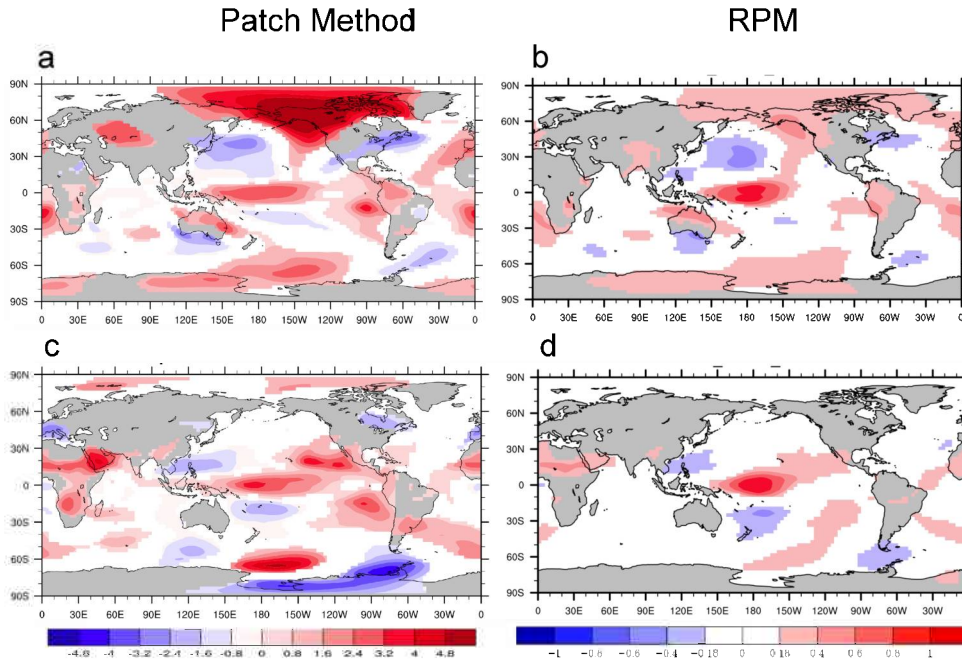 Patch Method RPM
a b
90N 90N
60N 60N
30N 30N
0 0
30S 30S
60S 60S
90S 90S
0 30E 60E 90E 120E 150E 180 150W 120W 90W 60W 30W 0 0 30E 60E 90E 120E 150E 180 150W 120W 90W 60W 30W 0
c d
90N 90N
60N 60N
30N 30N
0 0
30S 30S
60S 60S
90S 90S
0 30E 60E 90E 120E 150E 180 150W 120W 90W 60W 30W 0 0 30E 60E 90E 120E 150E 180 150W 120W 90W 60W 30W 0
-4.8 -4 -3.2 -2.4 -1.6 -0.8 0 0.8 1.6 2.4 3.2 4 4.8 -1 -0.8 -0.6 -0.4 -0.18 0 0.18 0.4 0.6 0.8 1